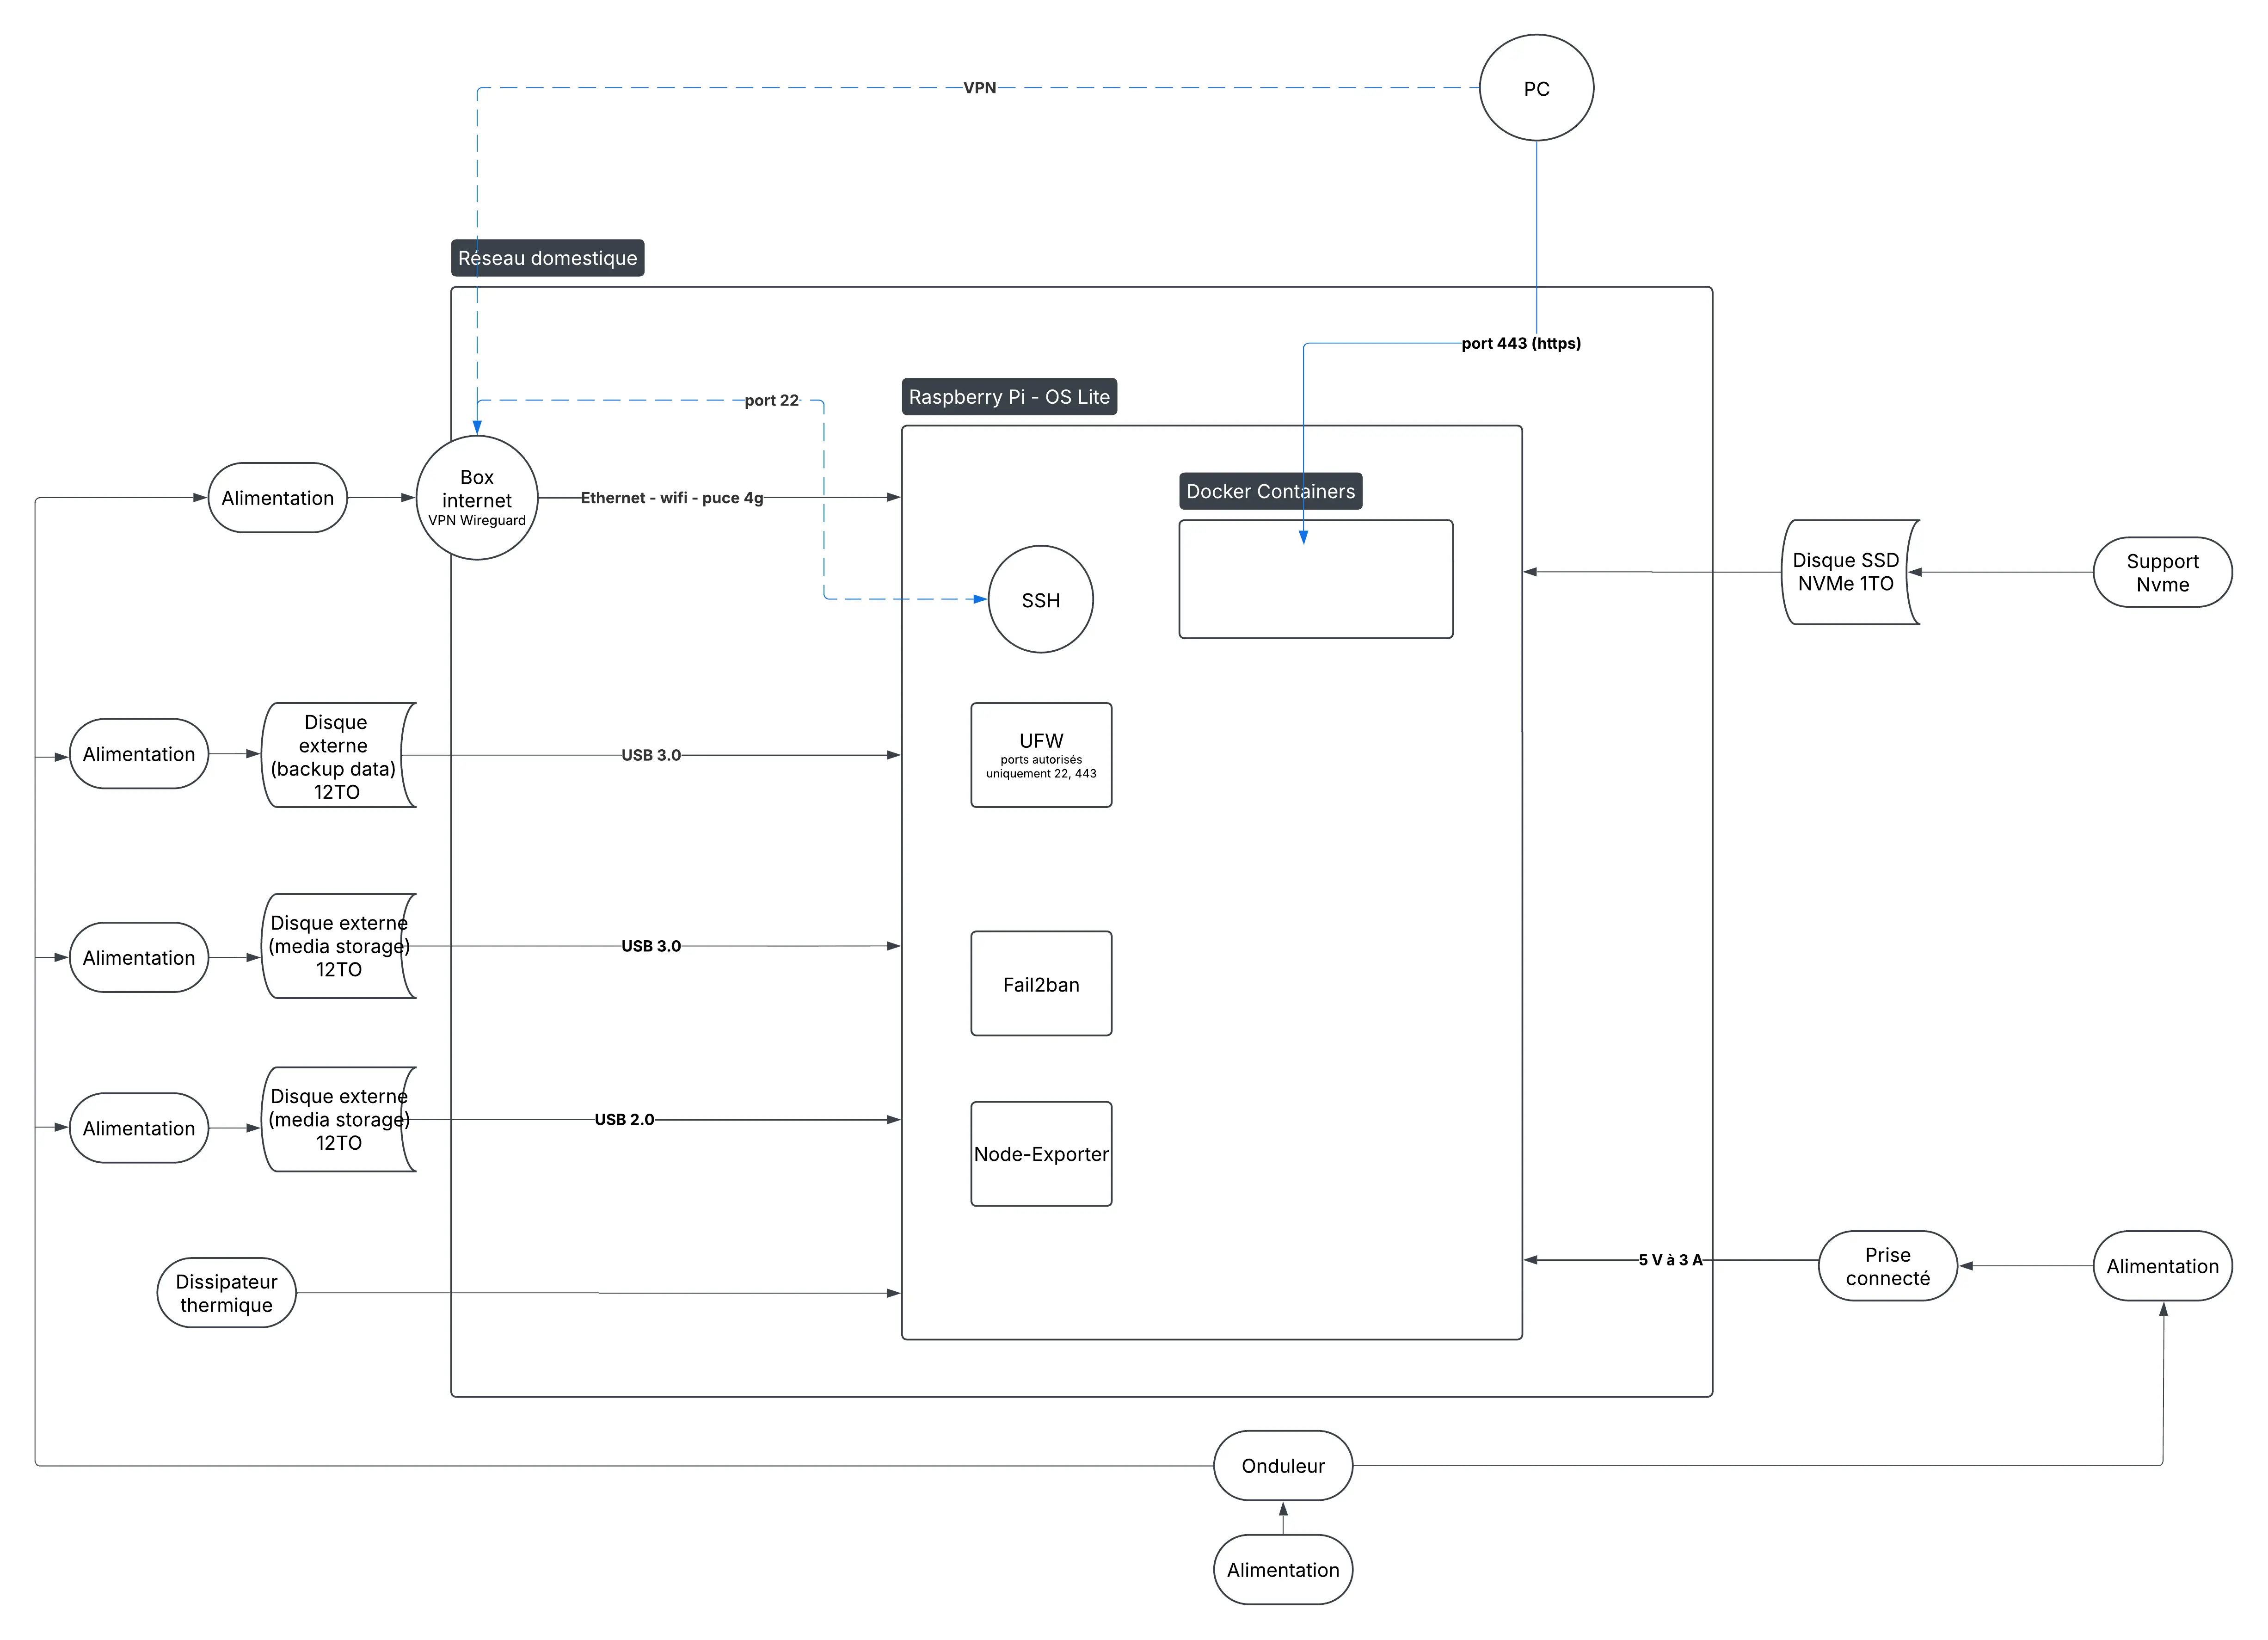 PC
VPN
Réseau domestique
port 443 (https)
Raspberry Pi - OS Lite
port 22
Alimentation
Box
internet
VPN Wireguard
Ethernet - wifi - puce 4g
Docker Containers
SSH
Disque SSD
NVMe 1TO
Support
Nvme
Alimentation
Disque
externe
(backup data)
12TO
USB 3.0
UFW
ports autorisés
uniquement 22, 443
Alimentation
Disque externe
(media storage)
12TO
USB 3.0
Fail2ban
Alimentation
Disque externe
(media storage)
12TO
USB 2.0
Node-Exporter
Dissipateur
thermique
5 V à 3 A
Prise
connecté
Alimentation
Onduleur
Alimentation